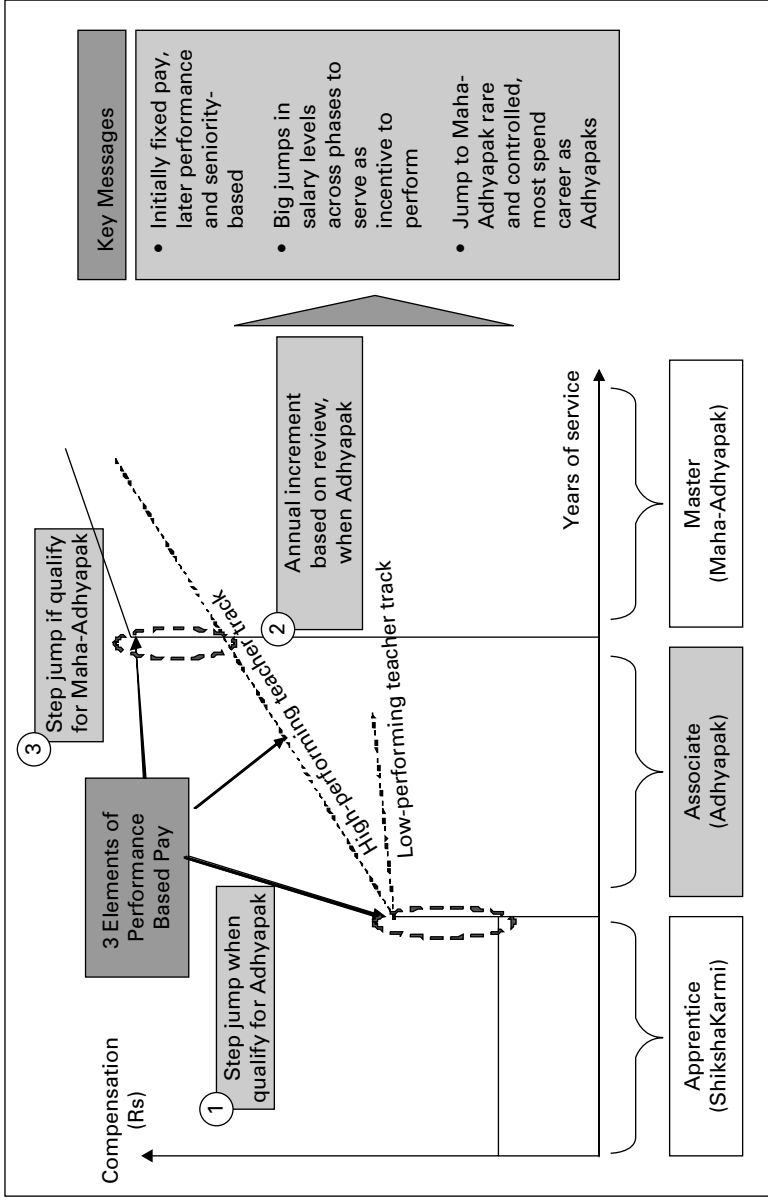 Compensation
(Rs)
1
Step jump when
qualify for Adhyapak
3 Elements of
Performance
Based Pay
3
Step jump if qualify
for Maha-Adhyapak
High-performing teacher track
Low-performing teacher track
2
Annual increment
based on review,
when Adhyapak
Years of service
Apprentice
(ShikshaKarmi)
Associate
(Adhyapak)
Master
(Maha-Adhyapak)
Key Messages
• Initially fixed pay,
later performance
and seniority-
based
• Big jumps in
salary levels
across phases to
serve as
incentive to
perform
• Jump to Maha-
Adhyapak rare
and controlled,
most spend
career as
Adhyapaks